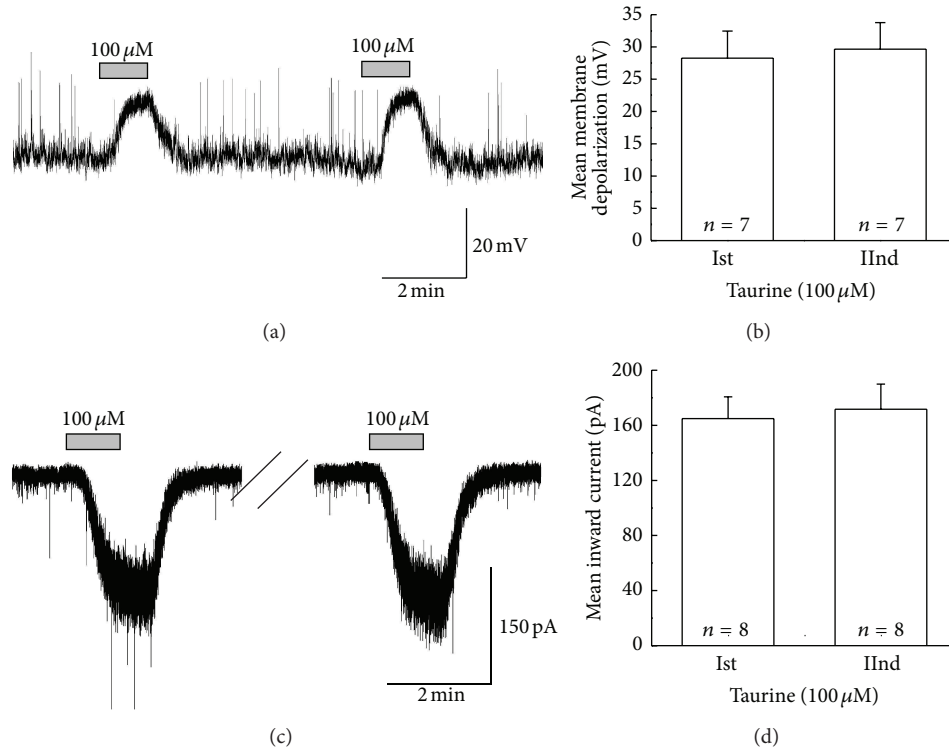 100 μM
100 μM
20 mV
2 min
(a)
Mean membrane
depolarization (mV)
35
30
25
20
15
10
5
0
n = 7
n = 7
Ist
IInd
Taurine (100 μM)
(b)
100 μM
100 μM
150 pA
2 min
(c)
Mean inward current (pA)
200
160
120
80
40
0
n = 8
n = 8
Ist
IInd
Taurine (100 μM)
(d)